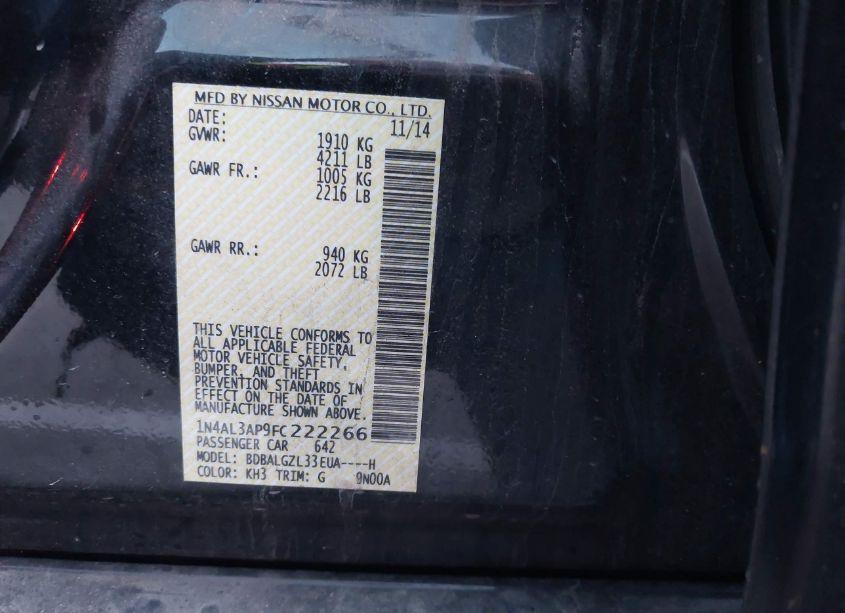 MFD BY NISSAN MOTOR CO., LTD.
DATE: 11/14
GVWR: 1910 KG
4211 LB
GAWR FR.: 1005 KG
2216 LB
GAWR RR.: 940 KG
2072 LB
THIS VEHICLE CONFORMS TO
ALL APPLICABLE FEDERAL
MOTOR VEHICLE SAFETY,
BUMPER, AND THEFT
PREVENTION STANDARDS IN
EFFECT ON THE DATE OF
MANUFACTURE SHOWN ABOVE.
1N4AL3AP9FC222266
PASSENGER CAR 642
MODEL: BDBALGZL33EUA----H
COLOR: KH3 TRIM: G 9N00A